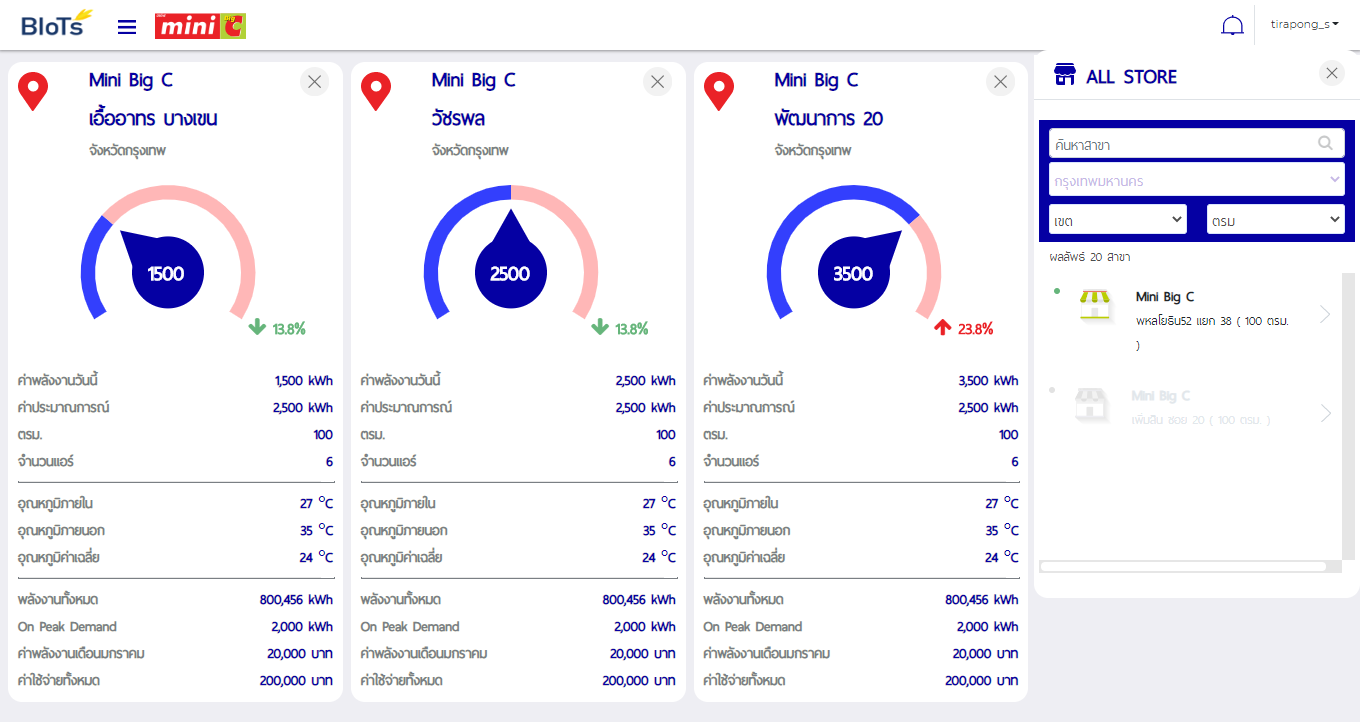 BIoTs
mini BIG C
tirapong_s
Mini Big C
เอื้ออาทร บางเขน
จังหวัดกรุงเทพ
1500
13.8%
ค่าพลังงานวันนี้ 1,500 kWh
ค่าประมาณการณ์ 2,500 kWh
ตรม. 100
จำนวนแอร์ 6
อุณหภูมิภายใน 27 °C
อุณหภูมิภายนอก 35 °C
อุณหภูมิค่าเฉลี่ย 24 °C
พลังงานทั้งหมด 800,456 kWh
On Peak Demand 2,000 kWh
ค่าพลังงานเดือนมกราคม 20,000 บาท
ค่าใช้จ่ายทั้งหมด 200,000 บาท
Mini Big C
วัชรพล
จังหวัดกรุงเทพ
2500
13.8%
ค่าพลังงานวันนี้ 2,500 kWh
ค่าประมาณการณ์ 2,500 kWh
ตรม. 100
จำนวนแอร์ 6
อุณหภูมิภายใน 27 °C
อุณหภูมิภายนอก 35 °C
อุณหภูมิค่าเฉลี่ย 24 °C
พลังงานทั้งหมด 800,456 kWh
On Peak Demand 2,000 kWh
ค่าพลังงานเดือนมกราคม 20,000 บาท
ค่าใช้จ่ายทั้งหมด 200,000 บาท
Mini Big C
พัฒนาการ 20
จังหวัดกรุงเทพ
3500
23.8%
ค่าพลังงานวันนี้ 3,500 kWh
ค่าประมาณการณ์ 2,500 kWh
ตรม. 100
จำนวนแอร์ 6
อุณหภูมิภายใน 27 °C
อุณหภูมิภายนอก 35 °C
อุณหภูมิค่าเฉลี่ย 24 °C
พลังงานทั้งหมด 800,456 kWh
On Peak Demand 2,000 kWh
ค่าพลังงานเดือนมกราคม 20,000 บาท
ค่าใช้จ่ายทั้งหมด 200,000 บาท
ALL STORE
ค้นหาสาขา
กรุงเทพมหานคร
เขต ตรม
ผลลัพธ์ 20 สาขา
Mini Big C
พหลโยธิน52 แยก 38 ( 100 ตรม.
)
Mini Big C
เพิ่มสิน ซอย 20 ( 100 ตรม. )